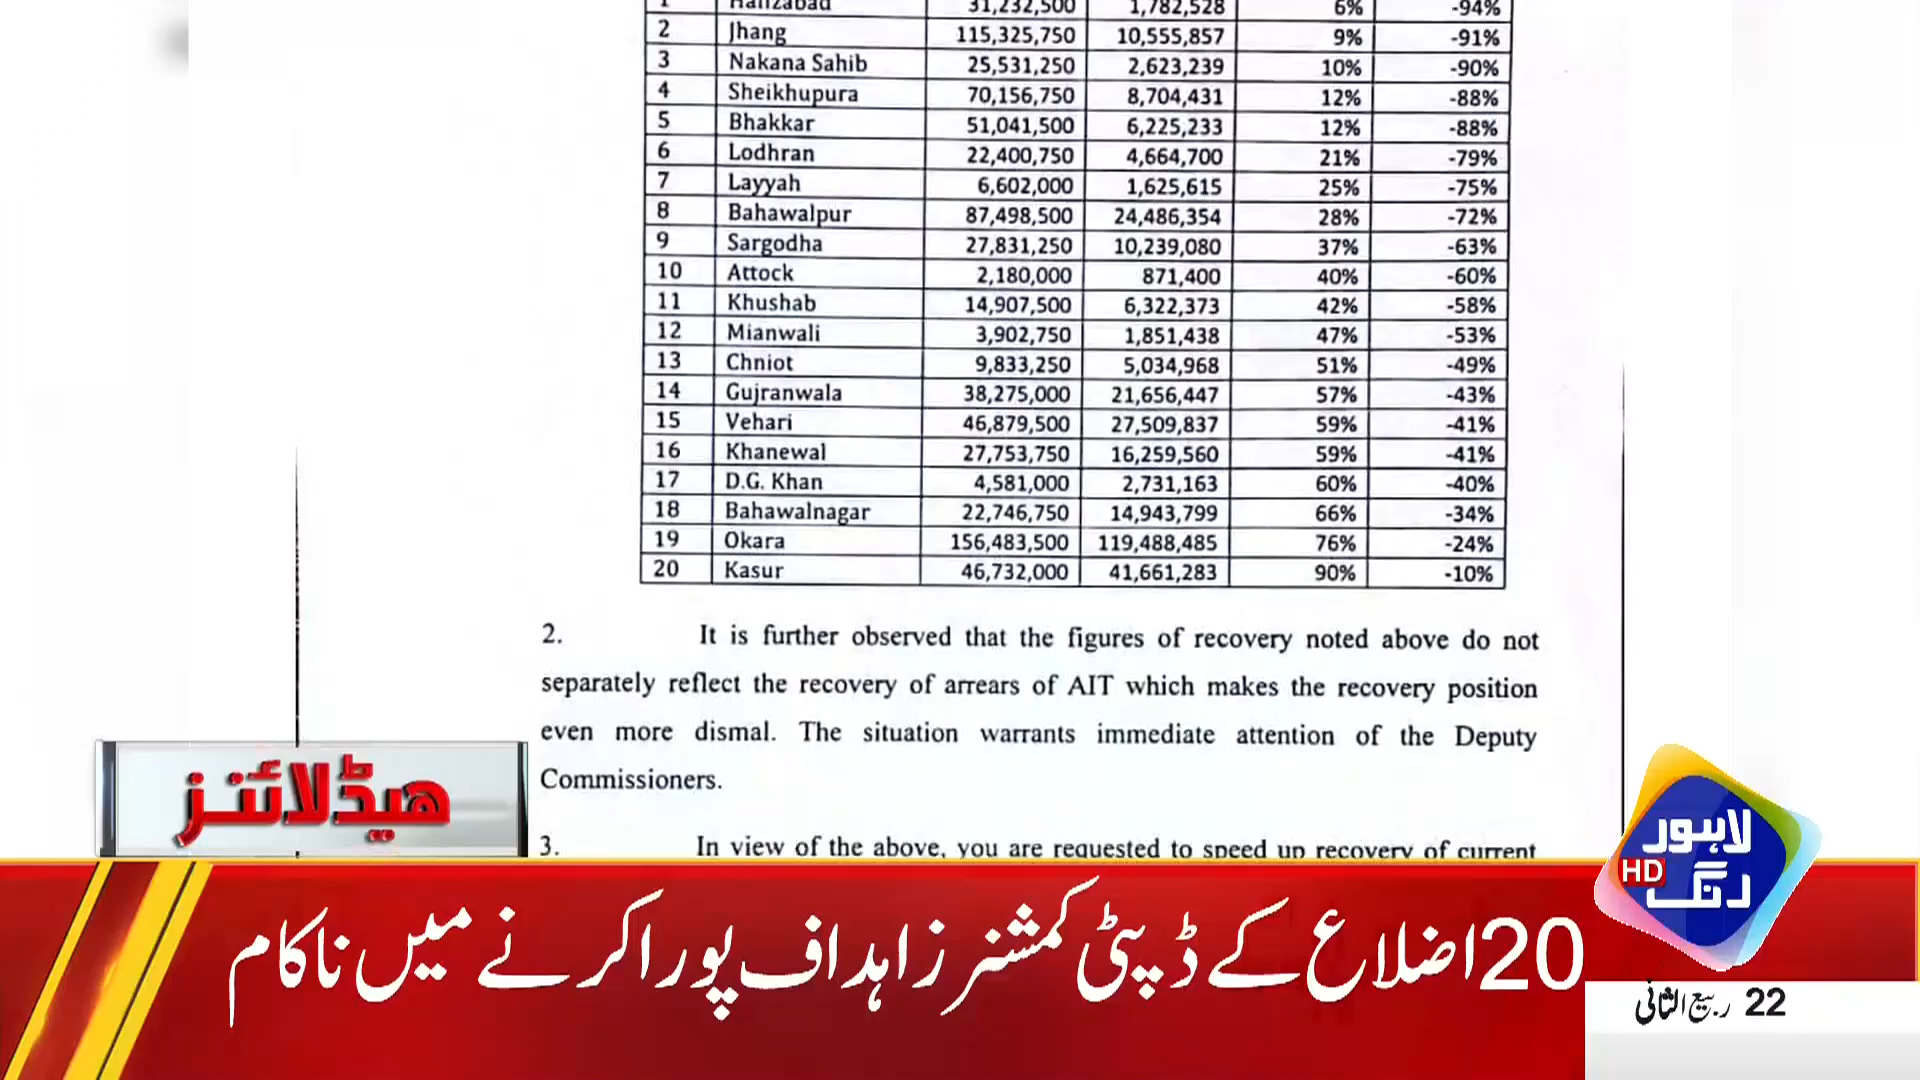 1 Hafizabad 31,232,500 1,782,528 6% -94%
2 Jhang 115,325,750 10,555,857 9% -91%
3 Nakana Sahib 25,531,250 2,623,239 10% -90%
4 Sheikhupura 70,156,750 8,704,431 12% -88%
5 Bhakkar 51,041,500 6,225,233 12% -88%
6 Lodhran 22,400,750 4,664,700 21% -79%
7 Layyah 6,602,000 1,625,615 25% -75%
8 Bahawalpur 87,498,500 24,486,354 28% -72%
9 Sargodha 27,831,250 10,239,080 37% -63%
10 Attock 2,180,000 871,400 40% -60%
11 Khushab 14,907,500 6,322,373 42% -58%
12 Mianwali 3,902,750 1,851,438 47% -53%
13 Chniot 9,833,250 5,034,968 51% -49%
14 Gujranwala 38,275,000 21,656,447 57% -43%
15 Vehari 46,879,500 27,509,837 59% -41%
16 Khanewal 27,753,750 16,259,560 59% -41%
17 D.G. Khan 4,581,000 2,731,163 60% -40%
18 Bahawalnagar 22,746,750 14,943,799 66% -34%
19 Okara 156,483,500 119,488,485 76% -24%
20 Kasur 46,732,000 41,661,283 90% -10%
2. It is further observed that the figures of recovery noted above do not
separately reflect the recovery of arrears of AIT which makes the recovery position
even more dismal. The situation warrants immediate attention of the Deputy
Commissioners.
3. In view of the above, you are requested to speed up recovery of current
ہیڈلائنز
لاہور
رنگ HD
20 اضلاع کے ڈپٹی کمشنرز اہداف پورا کرنے میں ناکام
22 ربیع الثانی